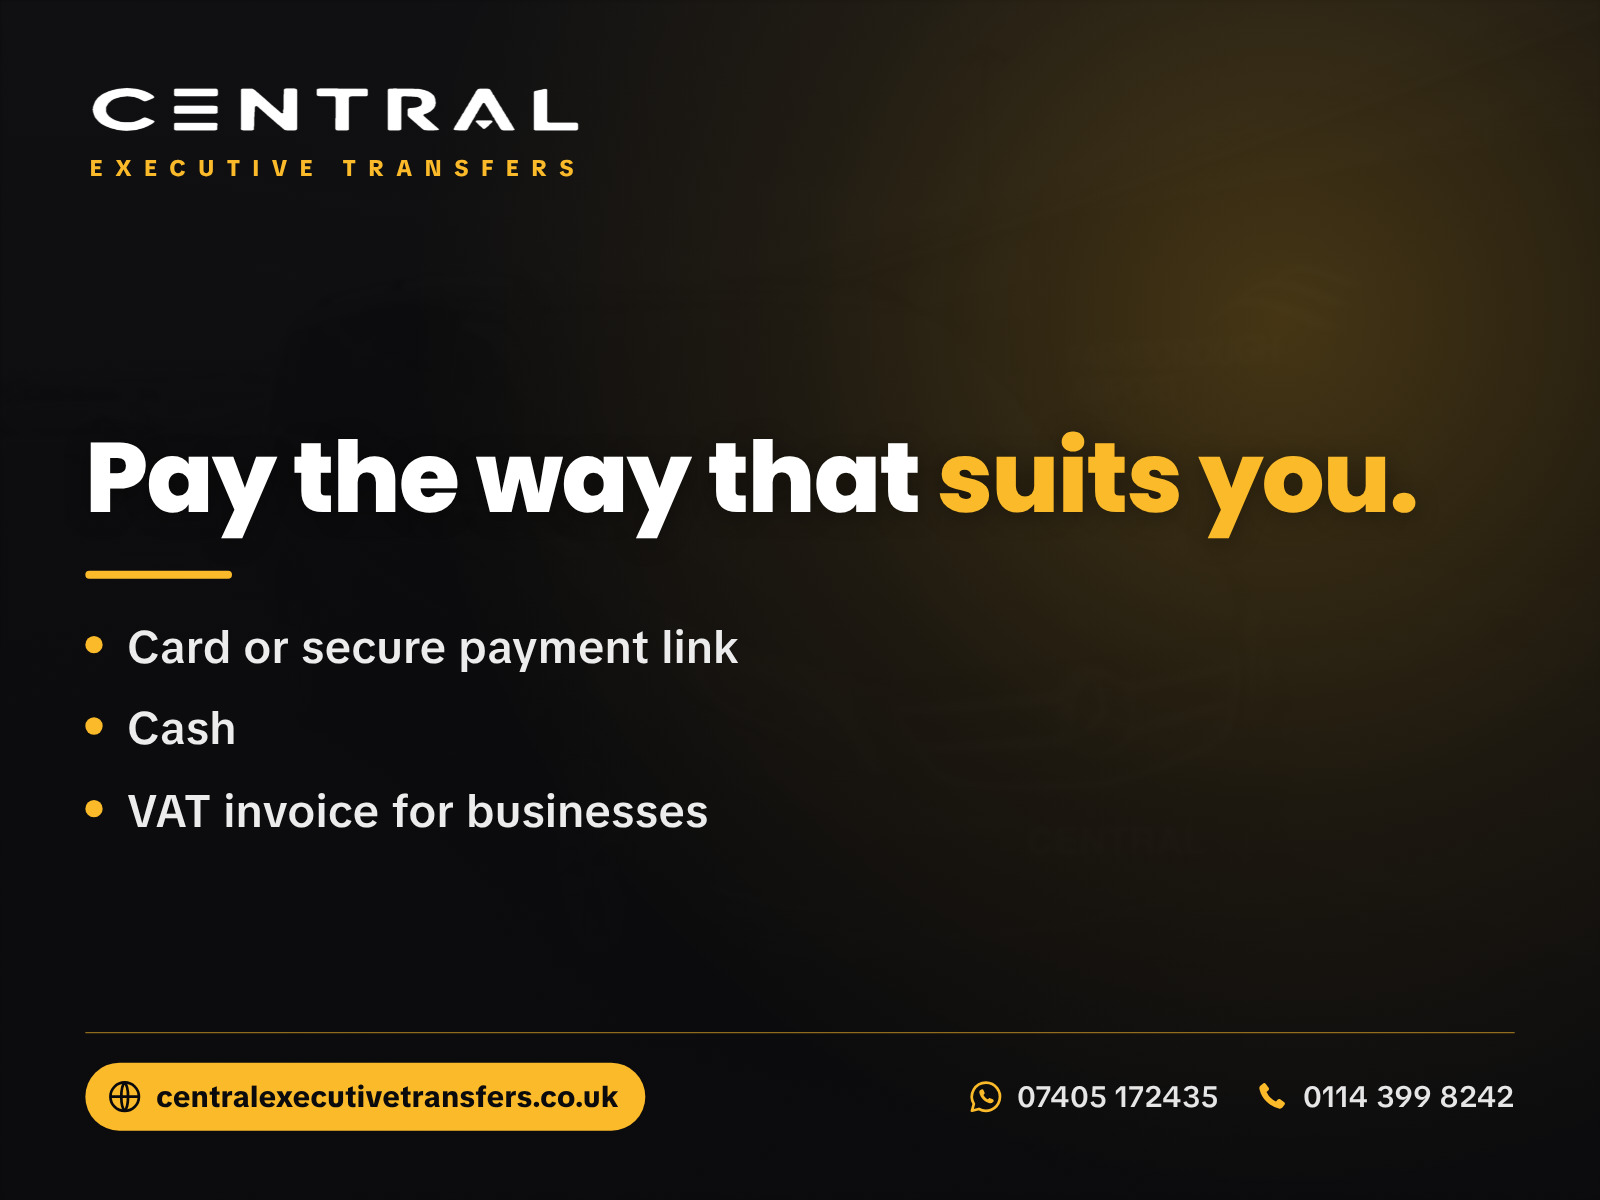 CENTRAL
EXECUTIVE TRANSFERS
Pay the way that suits you.
Card or secure payment link
Cash
VAT invoice for businesses
centralexecutivetransfers.co.uk
07405 172435
0114 399 8242